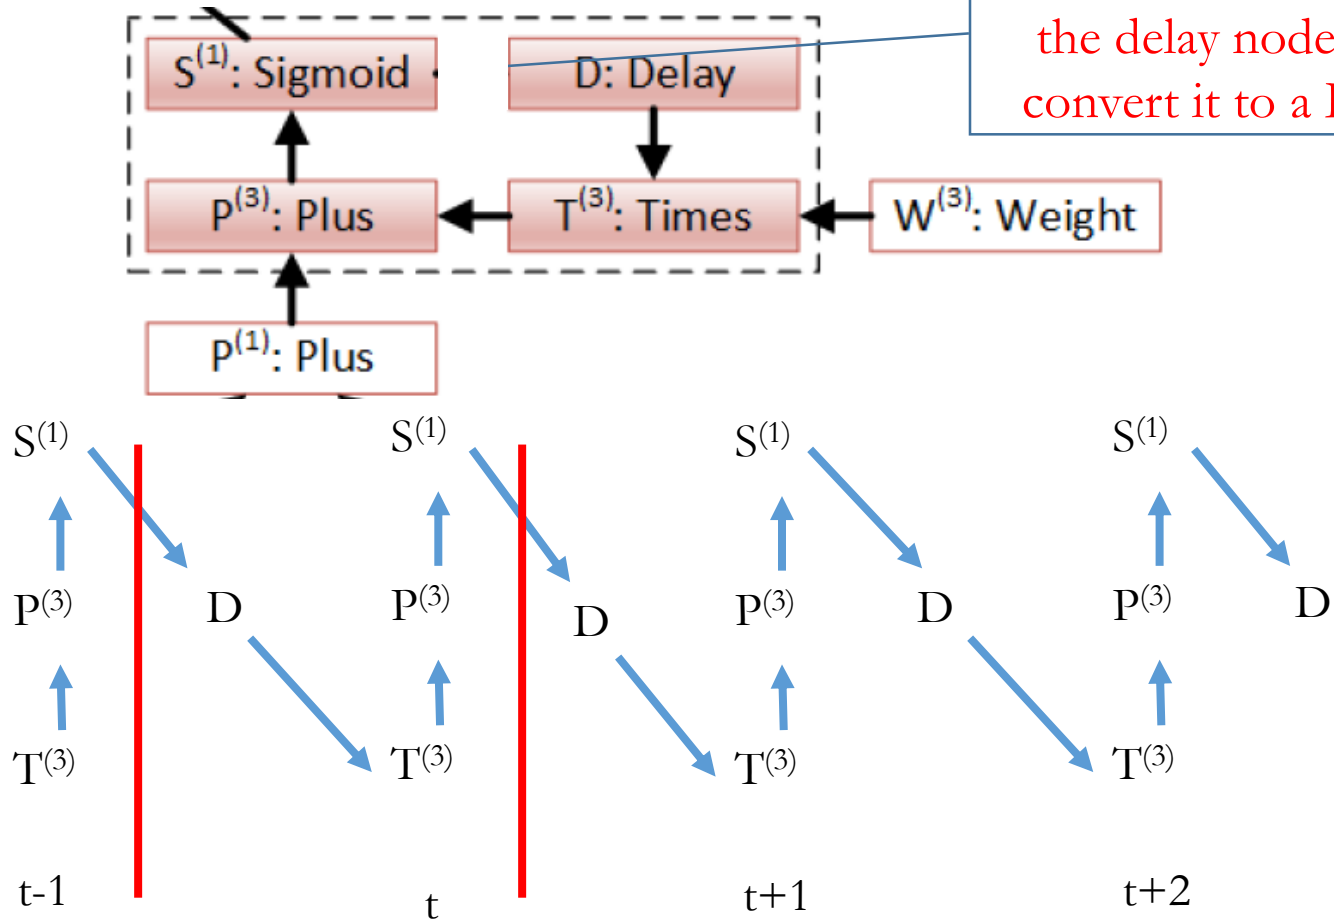 the delay node
convert it to a
S(1): Sigmoid
D: Delay
P(3): Plus
T(3): Times
W(3): Weight
P(1): Plus
S(1) S(1) S(1) S(1)
P(3) D P(3) D P(3) D P(3) D
T(3) T(3) T(3) T(3)
t-1 t t+1 t+2